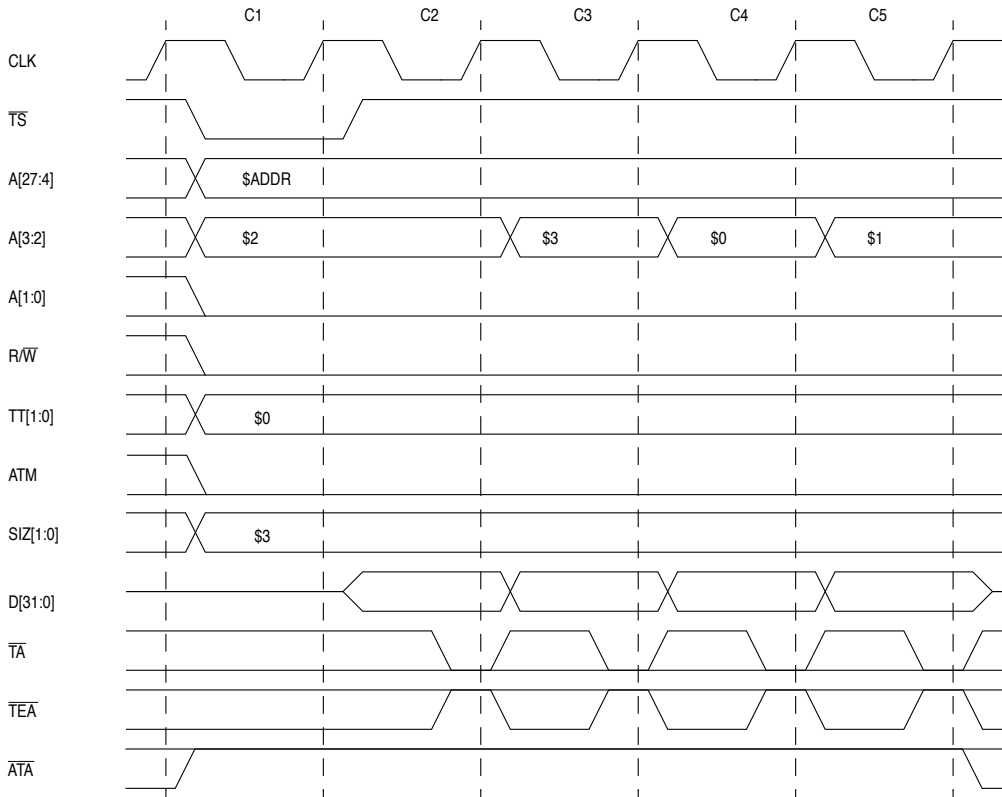 C1 C2 C3 C4 C5
CLK
TS
A[27:4] $ADDR
A[3:2] $2 $3 $0 $1
A[1:0]
R/W
TT[1:0] $0
ATM
SIZ[1:0] $3
D[31:0]
TA
TEA
ATA